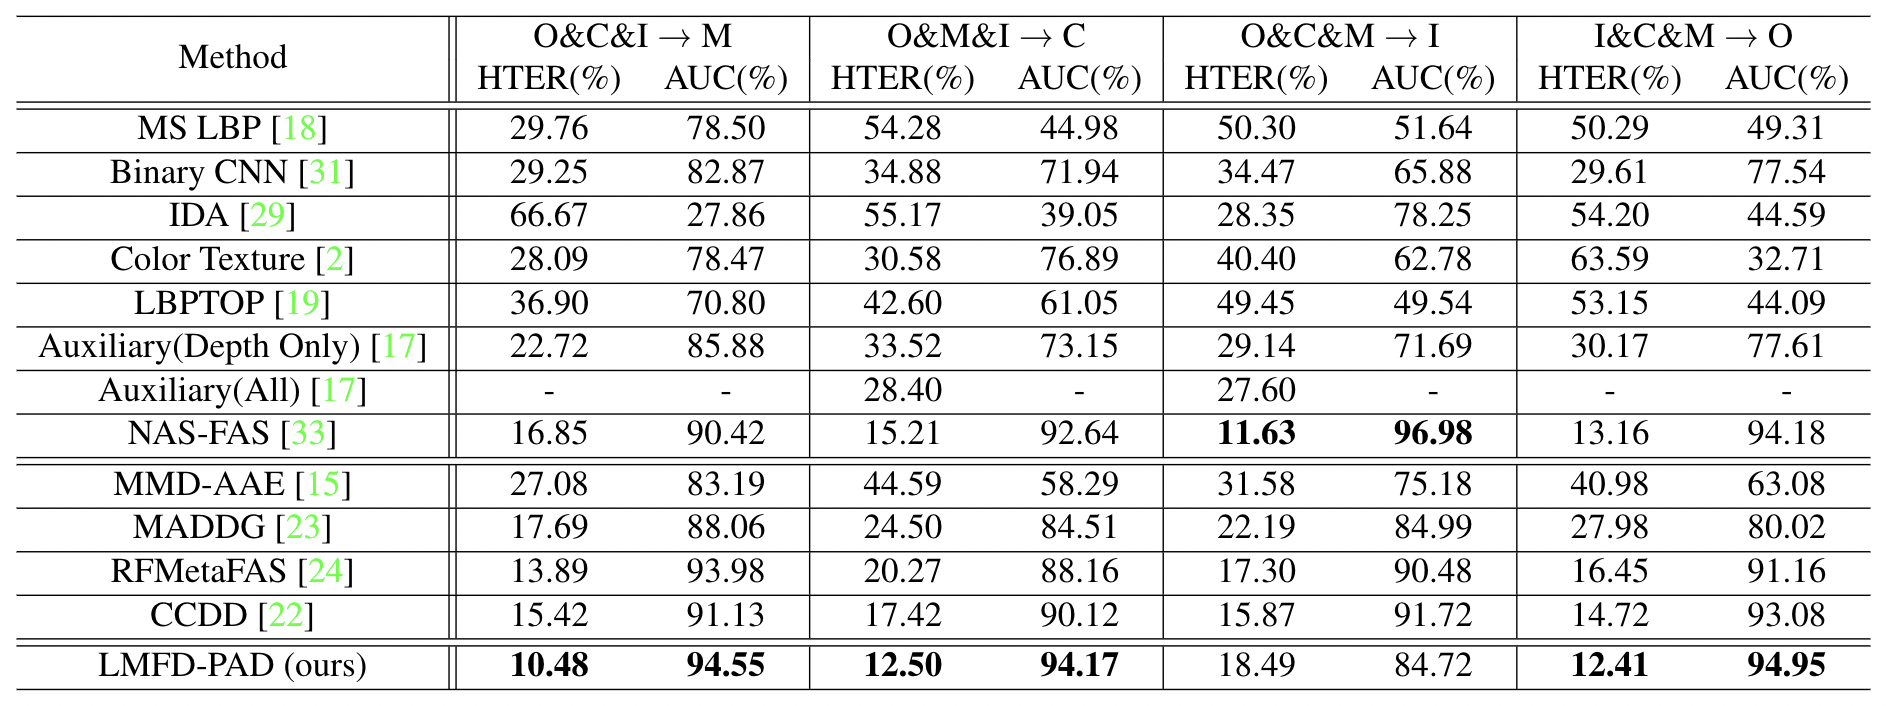 Method O&C&I → M O&M&I → C O&C&M → I I&C&M → O
HTER(%) AUC(%) HTER(%) AUC(%) HTER(%) AUC(%) HTER(%) AUC(%)
MS LBP [18] 29.76 78.50 54.28 44.98 50.30 51.64 50.29 49.31
Binary CNN [31] 29.25 82.87 34.88 71.94 34.47 65.88 29.61 77.54
IDA [29] 66.67 27.86 55.17 39.05 28.35 78.25 54.20 44.59
Color Texture [2] 28.09 78.47 30.58 76.89 40.40 62.78 63.59 32.71
LBPTOP [19] 36.90 70.80 42.60 61.05 49.45 49.54 53.15 44.09
Auxiliary(Depth Only) [17] 22.72 85.88 33.52 73.15 29.14 71.69 30.17 77.61
Auxiliary(All) [17] - - 28.40 - 27.60 - - -
NAS-FAS [33] 16.85 90.42 15.21 92.64 11.63 96.98 13.16 94.18
MMD-AAE [15] 27.08 83.19 44.59 58.29 31.58 75.18 40.98 63.08
MADDG [23] 17.69 88.06 24.50 84.51 22.19 84.99 27.98 80.02
RFMetaFAS [24] 13.89 93.98 20.27 88.16 17.30 90.48 16.45 91.16
CCDD [22] 15.42 91.13 17.42 90.12 15.87 91.72 14.72 93.08
LMFD-PAD (ours) 10.48 94.55 12.50 94.17 18.49 84.72 12.41 94.95